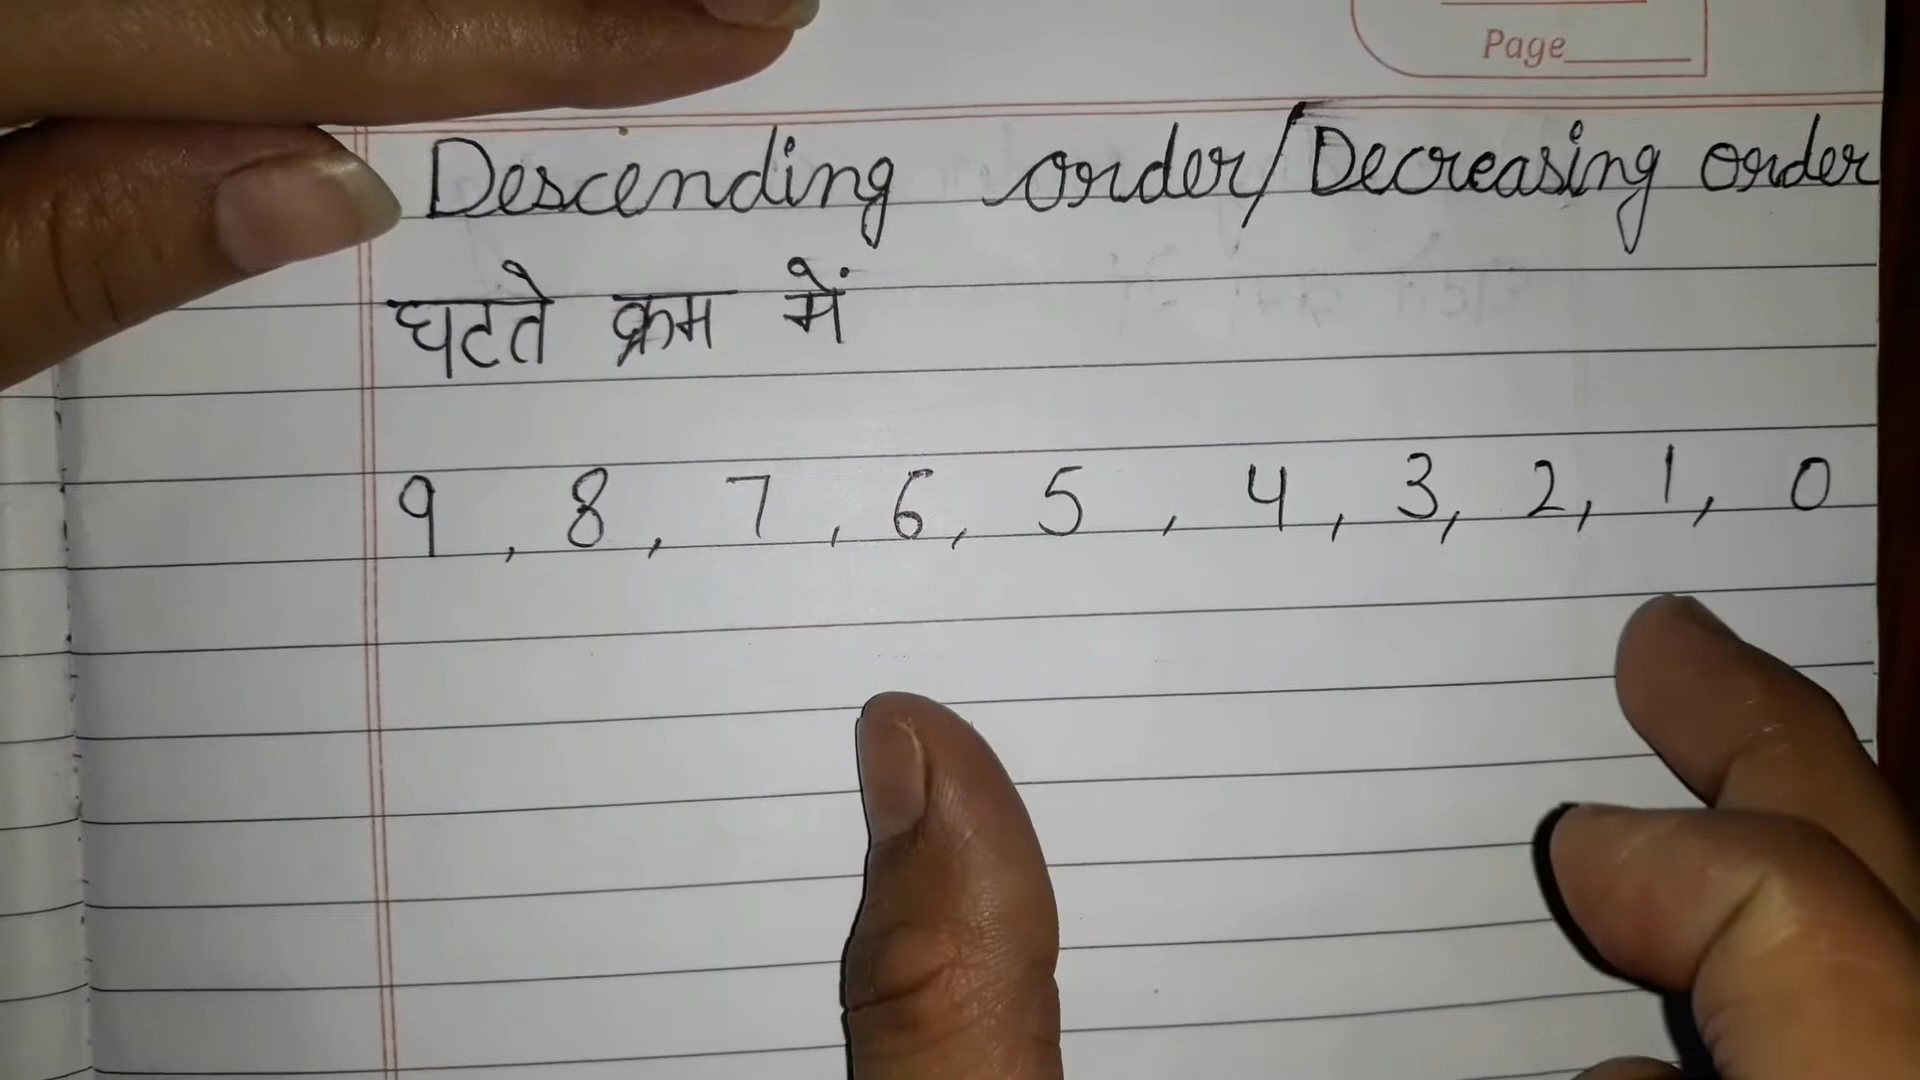 Page
Descending order/Decreasing order
घटते क्रम में
9, 8, 7, 6, 5, 4, 3, 2, 1, 0